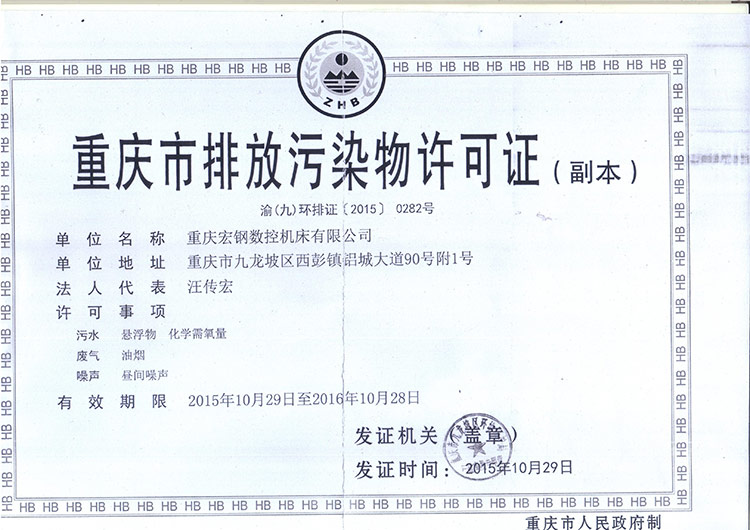 ZHB
重庆市排放污染物许可证（副本）
渝(九)环排证〔2015〕 0282号
单位名称 重庆宏钢数控机床有限公司
单位地址 重庆市九龙坡区西彭镇铝城大道90号附1号
法人代表 汪传宏
许可事项
污水 悬浮物 化学需氧量
废气 油烟
噪声 昼间噪声
有效期限 2015年10月29日至2016年10月28日
发证机关（盖章）
发证时间：2015年10月29日
重庆市人民政府制